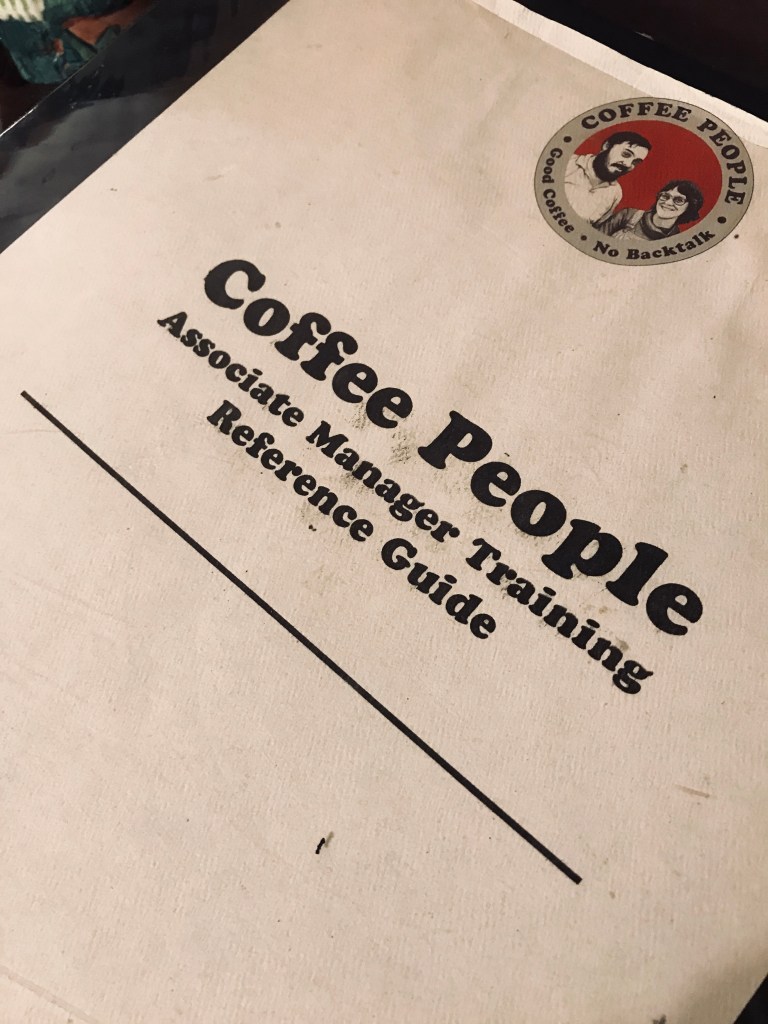 COFFEE PEOPLE
Good Coffee • No Backtalk
Coffee People
Associate Manager Training
Reference Guide